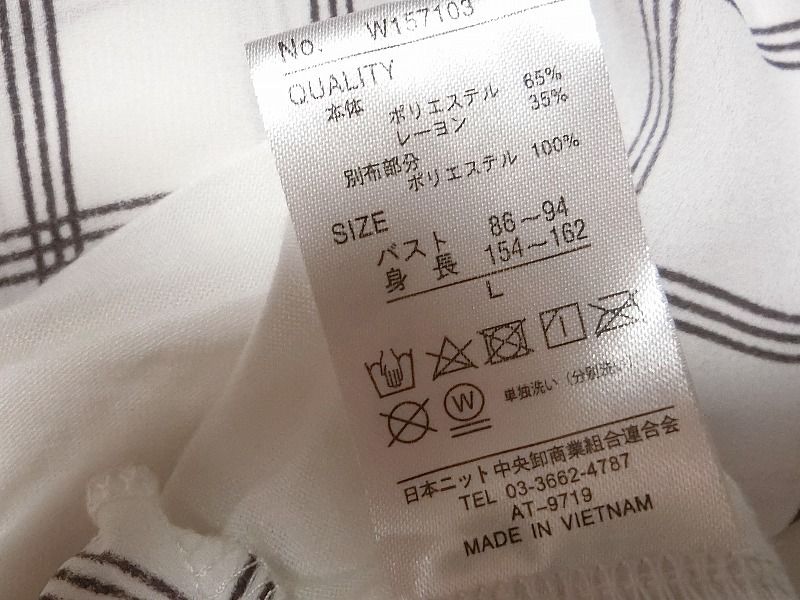 No. W157103
QUALITY
本体 ポリエステル 65%
レーヨン 35%
別布部分
ポリエステル 100%
SIZE
バスト 86～94
身長 154～162
L
W 単独洗い（分別洗い）
日本ニット中央卸商業組合連合会
TEL 03-3662-4787
AT-9719
MADE IN VIETNAM